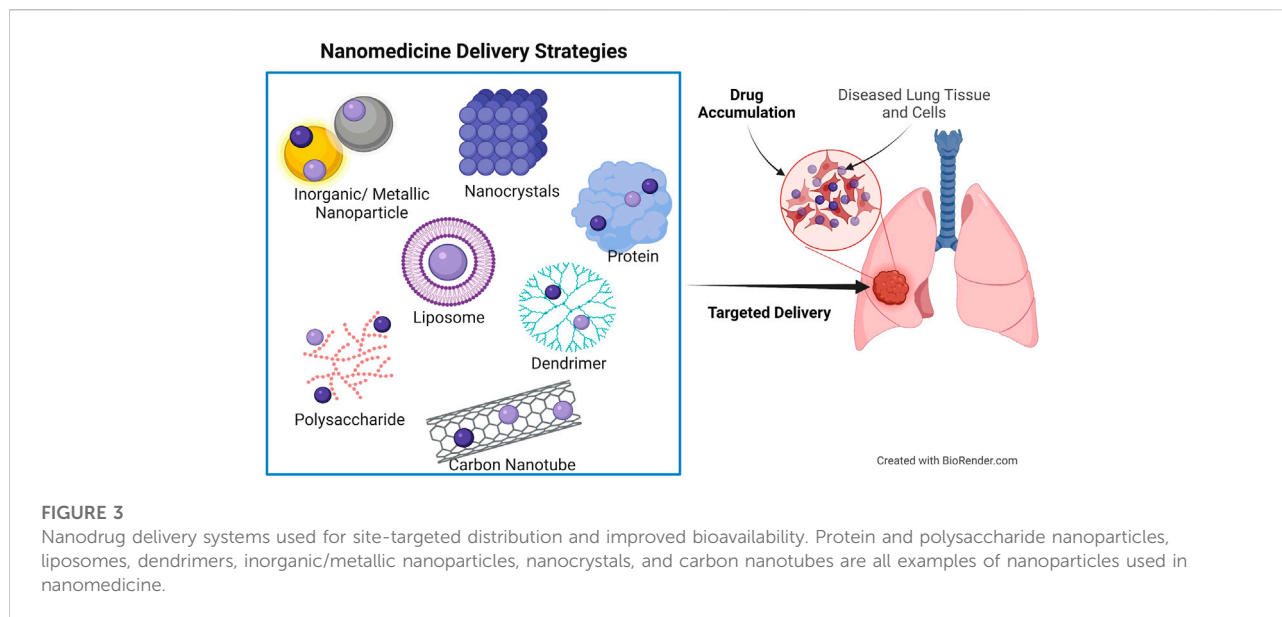 Nanomedicine Delivery Strategies
Inorganic/ Metallic
Nanoparticle
Nanocrystals
Protein
Liposome
Dendrimer
Polysaccharide
Carbon Nanotube
Drug
Accumulation
Diseased Lung Tissue
and Cells
Targeted Delivery
Created with BioRender.com
FIGURE 3
Nanodrug delivery systems used for site-targeted distribution and improved bioavailability. Protein and polysaccharide nanoparticles,
liposomes, dendrimers, inorganic/metallic nanoparticles, nanocrystals, and carbon nanotubes are all examples of nanoparticles used in
nanomedicine.